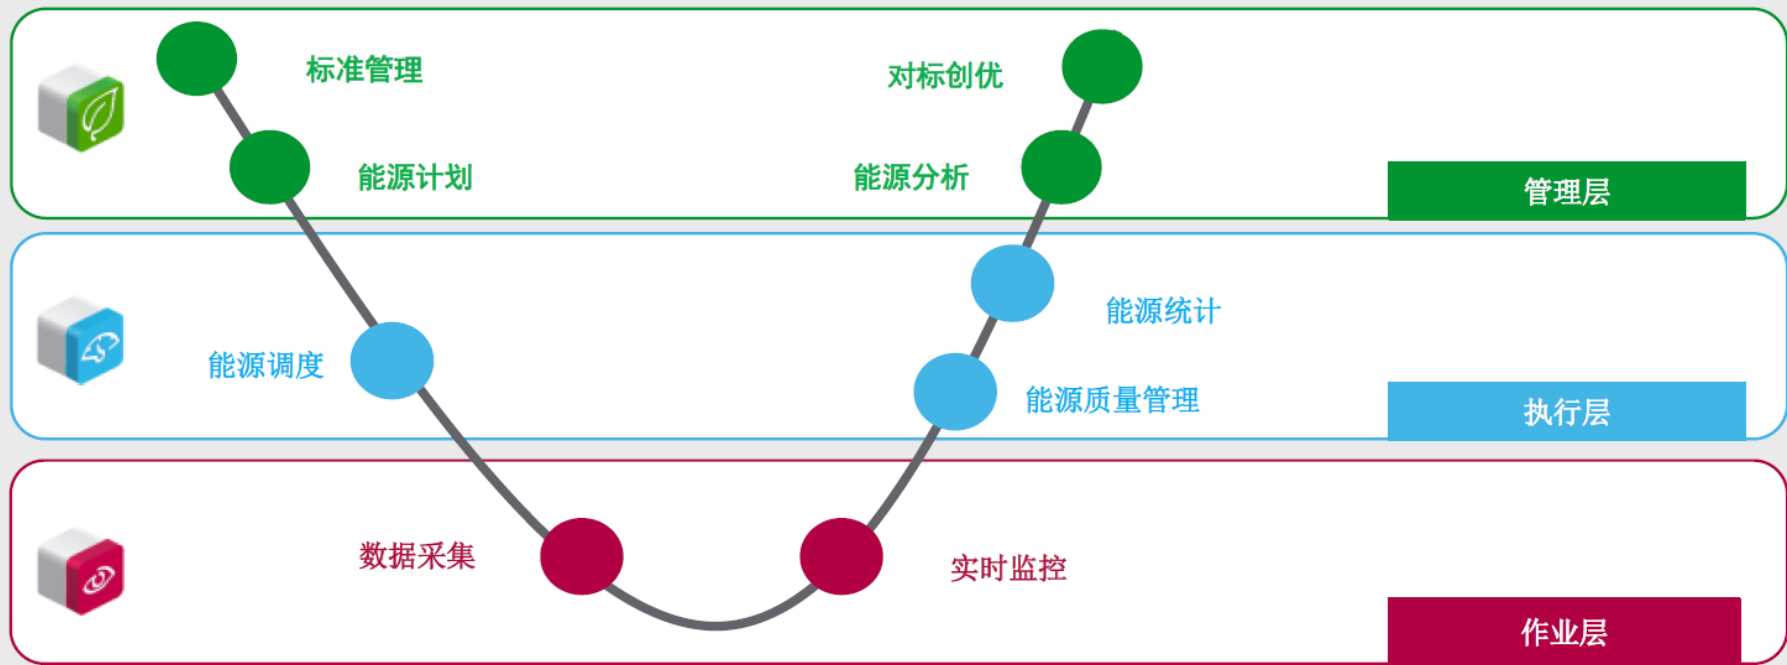 标准管理
对标创优
能源计划
能源分析
管理层
能源统计
能源调度
能源质量管理
执行层
数据采集
实时监控
作业层